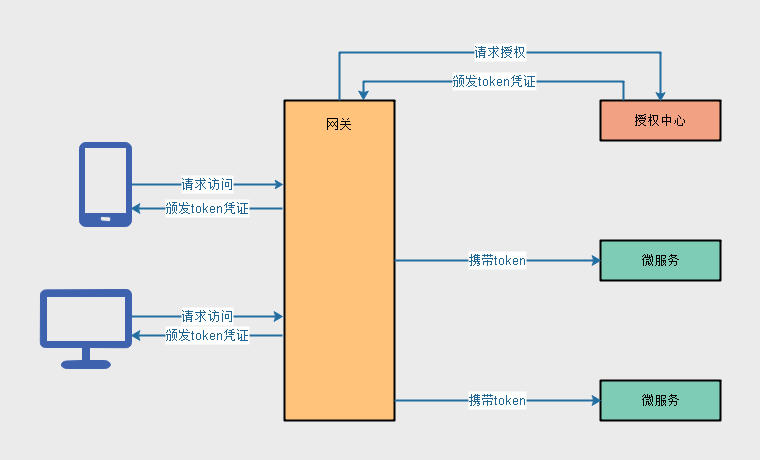 请求授权
颁发token凭证
网关
授权中心
请求访问
颁发token凭证
携带token
微服务
请求访问
颁发token凭证
携带token
微服务